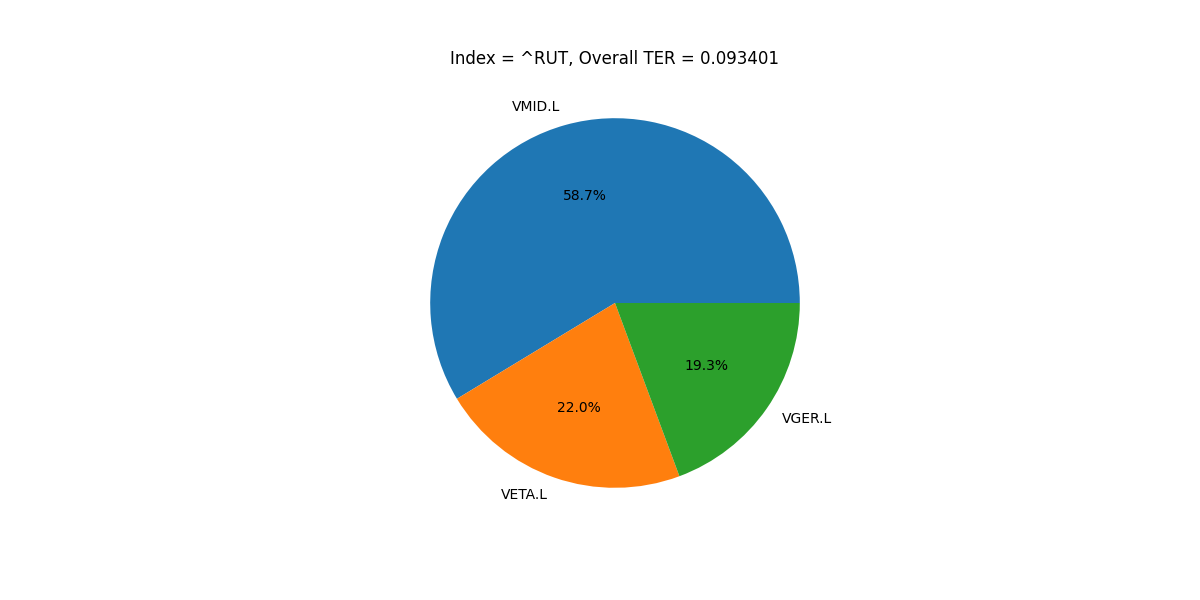 Index = ^RUT, Overall TER = 0.093401
VMID.L
58.7%
19.3%
22.0%
VGER.L
VETA.L